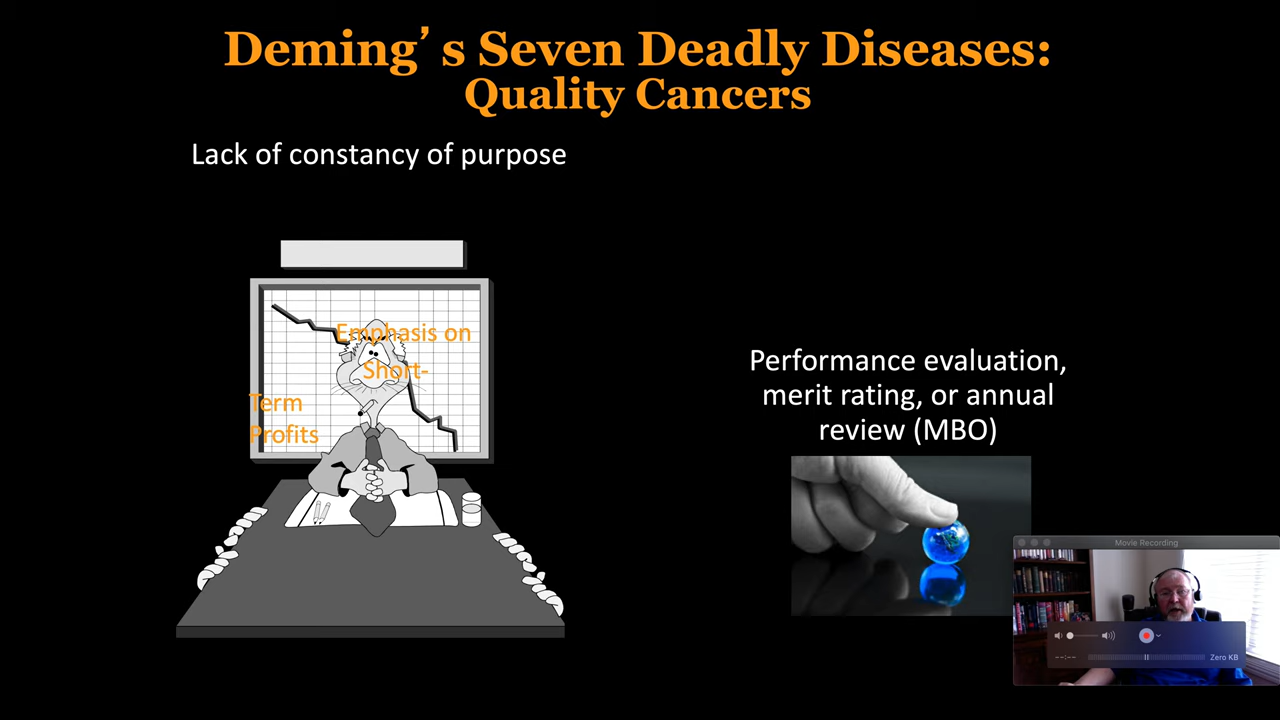 Deming’s Seven Deadly Diseases:
Quality Cancers
Lack of constancy of purpose
Emphasis on
Short-
Term
Profits
Performance evaluation,
merit rating, or annual
review (MBO)
Movie Recording
--:--
Zero KB